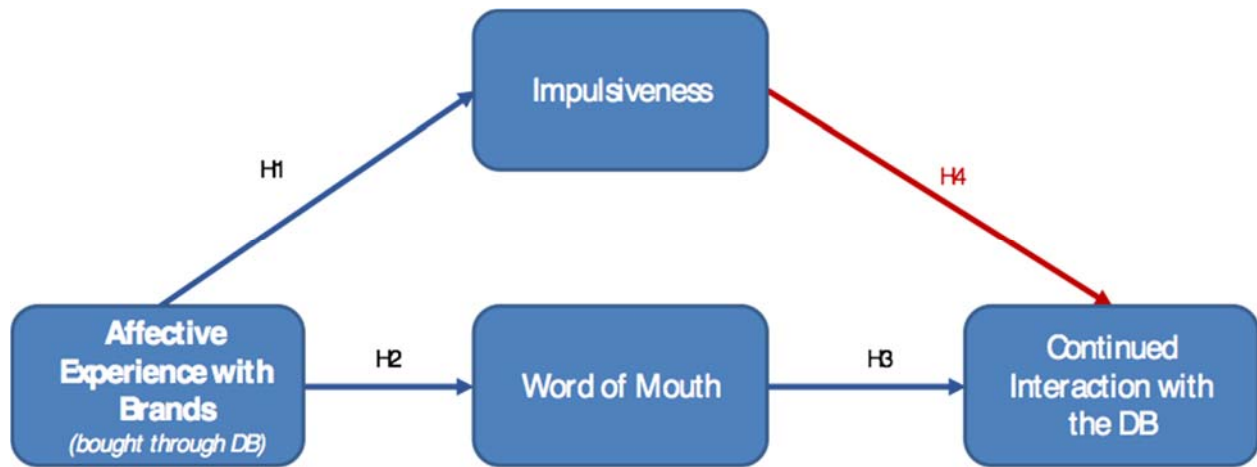 Impulsiveness
H1
H4
Affective
Experience with
Brands
(bought through DB)
H2
Word of Mouth
H3
Continued
Interaction with
the DB